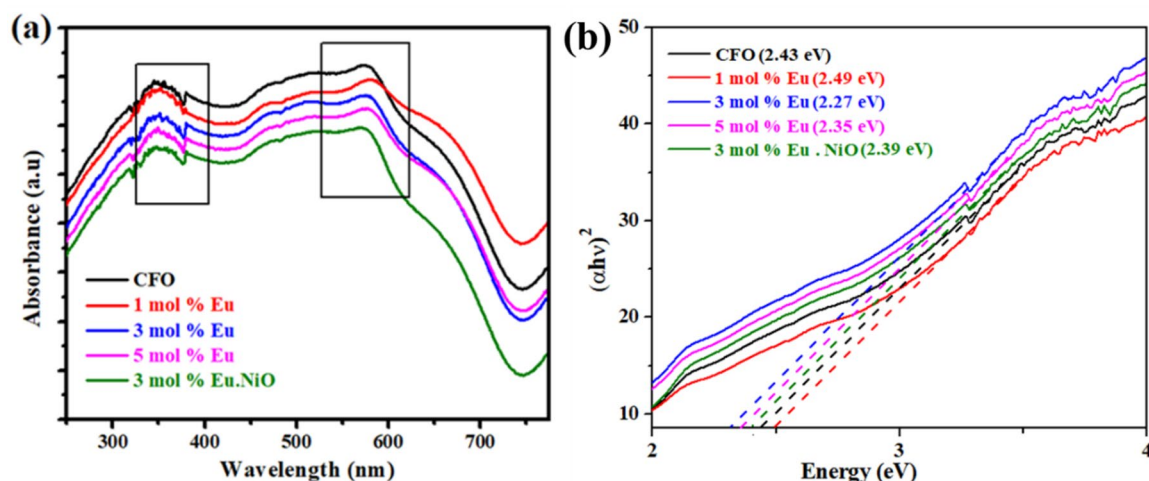 (a)
Absorbance (a.u)
CFO
1 mol % Eu
3 mol % Eu
5 mol % Eu
3 mol % Eu.NiO
300 400 500 600 700
Wavelength (nm)
(b)
50
40
30
20
10
(αhν)²
CFO (2.43 eV)
1 mol % Eu (2.49 eV)
3 mol % Eu (2.27 eV)
5 mol % Eu (2.35 eV)
3 mol % Eu . NiO (2.39 eV)
2 3 4
Energy (eV)